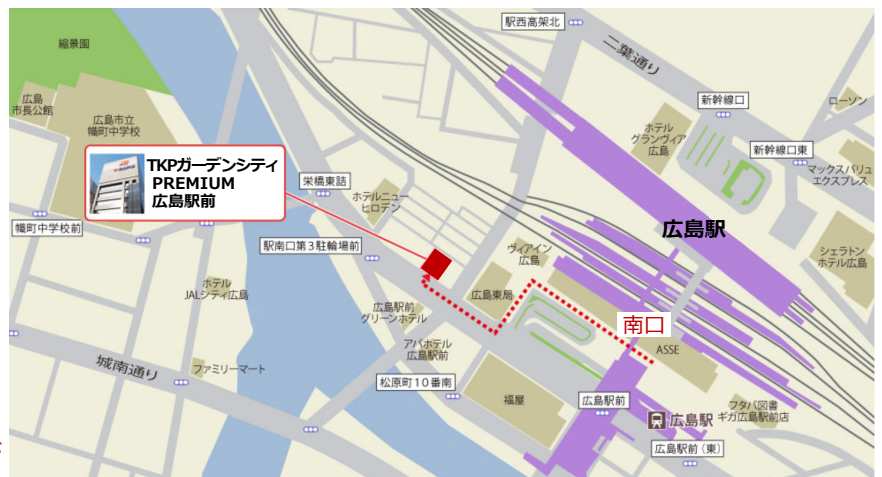 駅西高架北
二葉通り
縮景園
広島
市長公館
広島市立
幟町中学校
新幹線口
ローソン
ホテル
グランヴィア
広島
新幹線口東
マックスバリュ
エクスプレス
TKPガーデンシティ
PREMIUM
広島駅前
栄橋東詰
ホテルニュー
ヒロデン
幟町中学校前
駅南口第3駐輪場前
広島駅
ヴィアイン
広島
シェラトン
ホテル広島
ホテル
JALシティ広島
広島東局
広島駅前
グリーンホテル
南口
アパホテル
広島駅前
ASSE
城南通り
ファミリーマート
松原町10番南
福屋
広島駅前
フタバ図書
ギガ広島駅前店
広島駅
広島駅前(東)